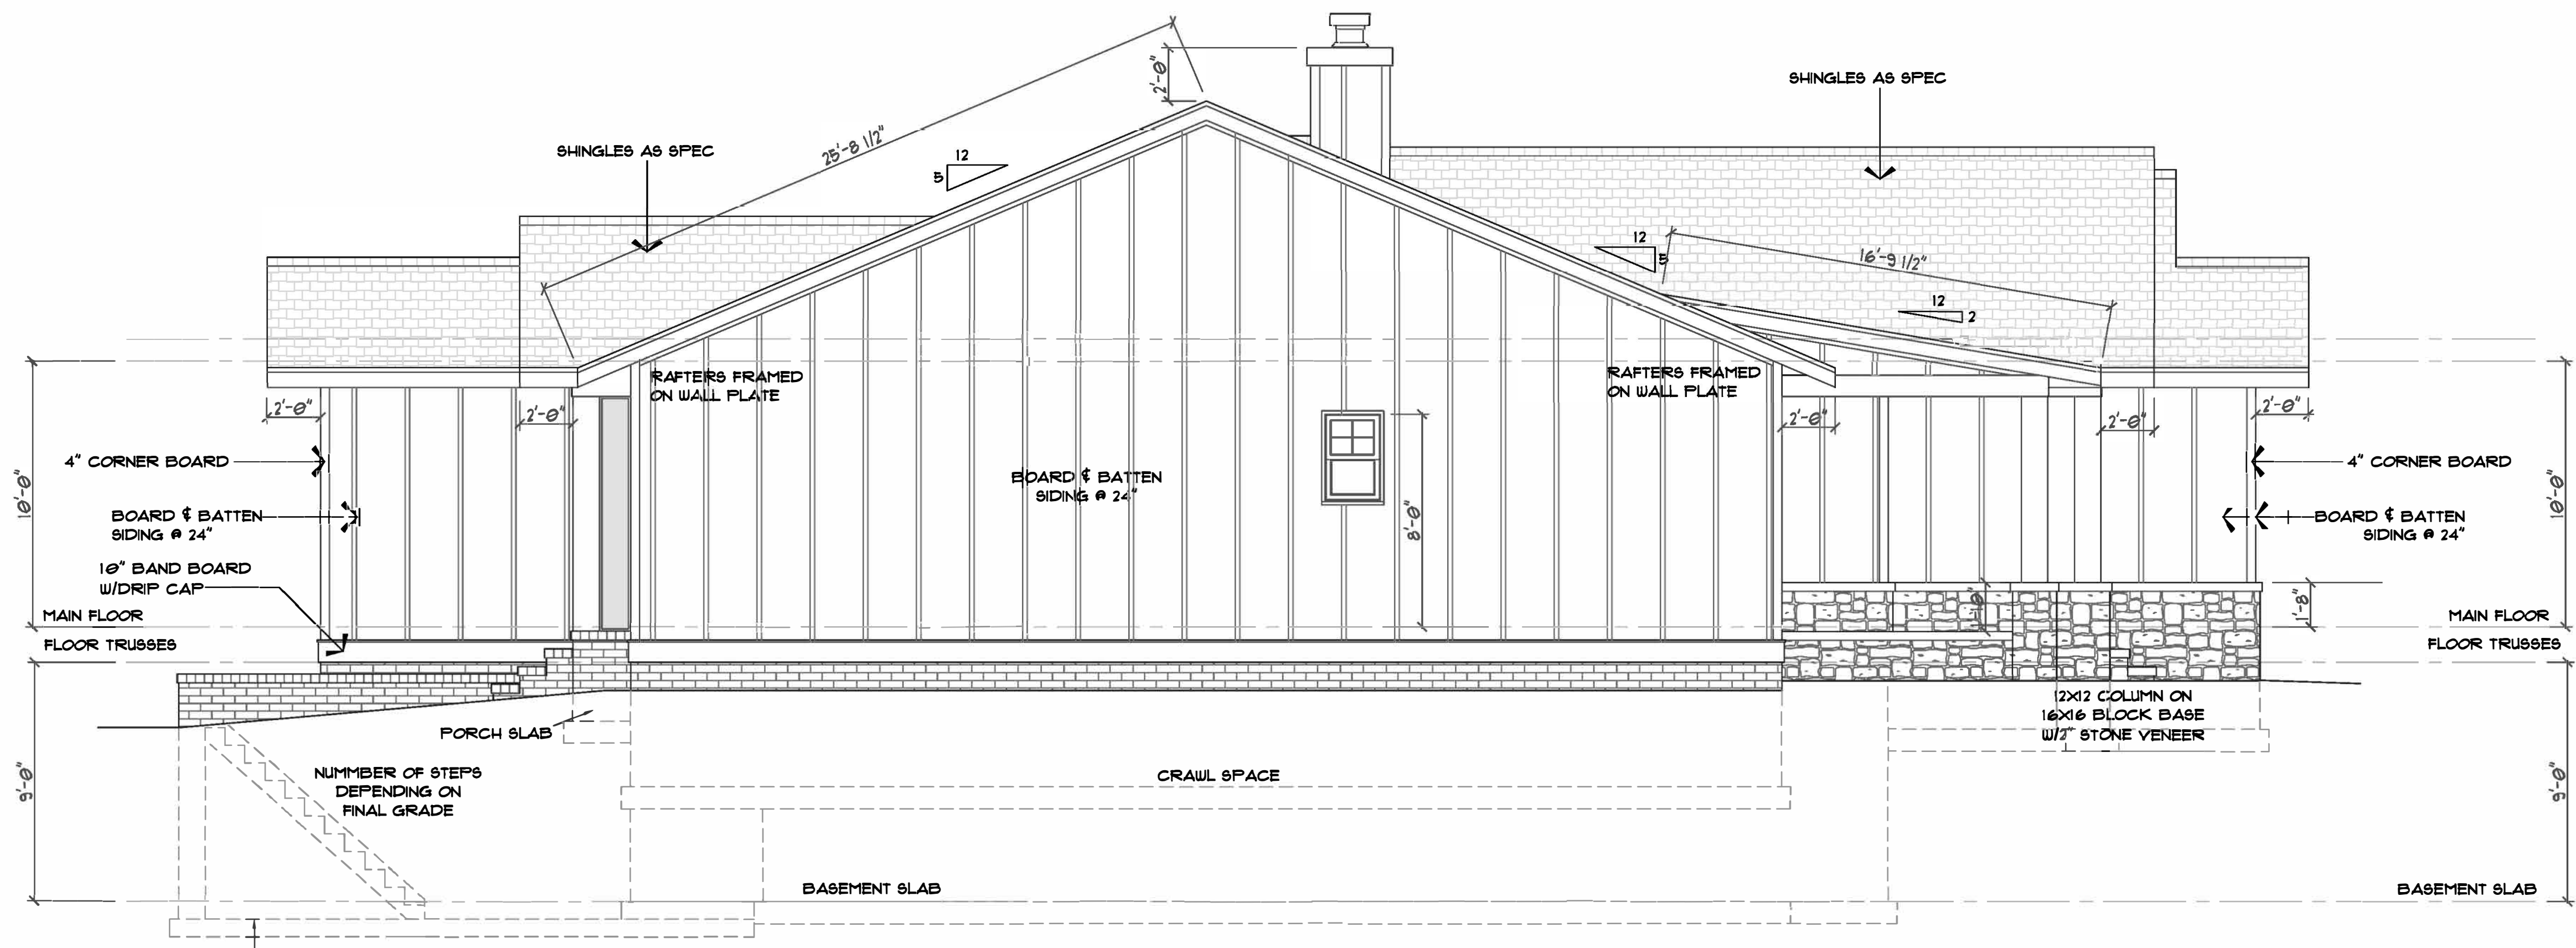 2'-0"
SHINGLES AS SPEC
25'-8 1/2"
SHINGLES AS SPEC
12
5
12
5
16'-9 1/2"
12
2
RAFTERS FRAMED
ON WALL PLATE
RAFTERS FRAMED
ON WALL PLATE
2'-0"
2'-0"
2'-0"
2'-0"
2'-0"
4" CORNER BOARD
4" CORNER BOARD
10'-0"
10'-0"
BOARD & BATTEN
SIDING @ 24"
BOARD & BATTEN
SIDING @ 24"
8'-0"
BOARD & BATTEN
SIDING @ 24"
10" BAND BOARD
W/DRIP CAP
1'-8"
MAIN FLOOR
MAIN FLOOR
FLOOR TRUSSES
FLOOR TRUSSES
PORCH SLAB
12X12 COLUMN ON
16X16 BLOCK BASE
W/2" STONE VENEER
9'-0"
9'-0"
NUMMBER OF STEPS
DEPENDING ON
FINAL GRADE
CRAWL SPACE
BASEMENT SLAB
BASEMENT SLAB